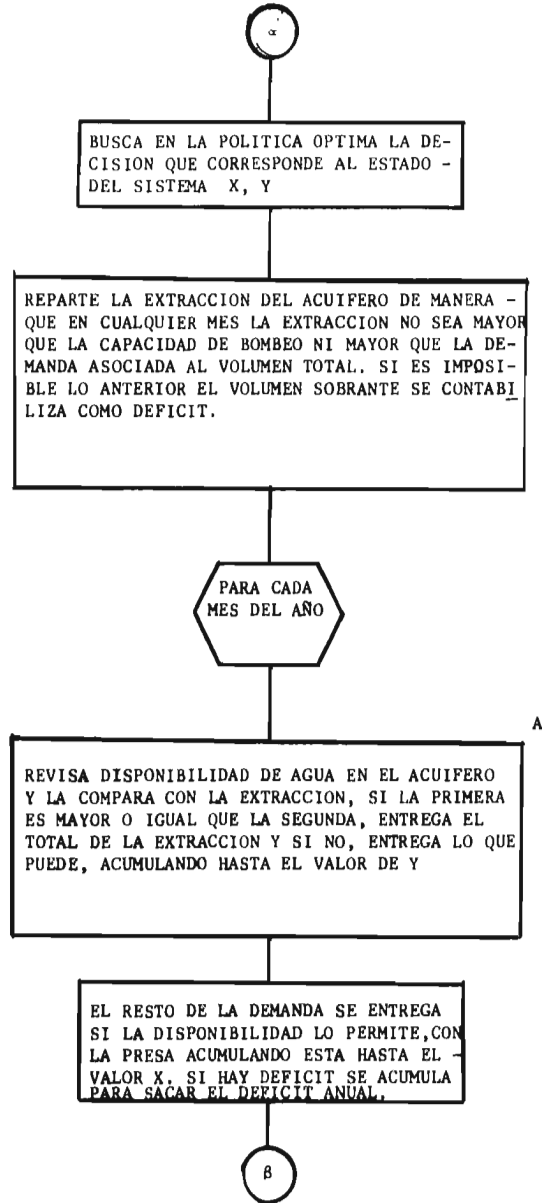 α
BUSCA EN LA POLITICA OPTIMA LA DE-
CISION QUE CORRESPONDE AL ESTADO -
DEL SISTEMA X, Y
REPARTE LA EXTRACCION DEL ACUIFERO DE MANERA -
QUE EN CUALQUIER MES LA EXTRACCION NO SEA MAYOR
QUE LA CAPACIDAD DE BOMBEO NI MAYOR QUE LA DE-
MANDA ASOCIADA AL VOLUMEN TOTAL. SI ES IMPOSI-
BLE LO ANTERIOR EL VOLUMEN SOBRANTE SE CONTABI
LIZA COMO DEFICIT.
PARA CADA
MES DEL AÑO
A
REVISA DISPONIBILIDAD DE AGUA EN EL ACUIFERO
Y LA COMPARA CON LA EXTRACCION, SI LA PRIMERA
ES MAYOR O IGUAL QUE LA SEGUNDA, ENTREGA EL
TOTAL DE LA EXTRACCION Y SI NO, ENTREGA LO QUE
PUEDE, ACUMULANDO HASTA EL VALOR DE Y
EL RESTO DE LA DEMANDA SE ENTREGA
SI LA DISPONIBILIDAD LO PERMITE,CON
LA PRESA ACUMULANDO ESTA HASTA EL -
VALOR X. SI HAY DEFICIT SE ACUMULA
PARA SACAR EL DEFICIT ANUAL.
β